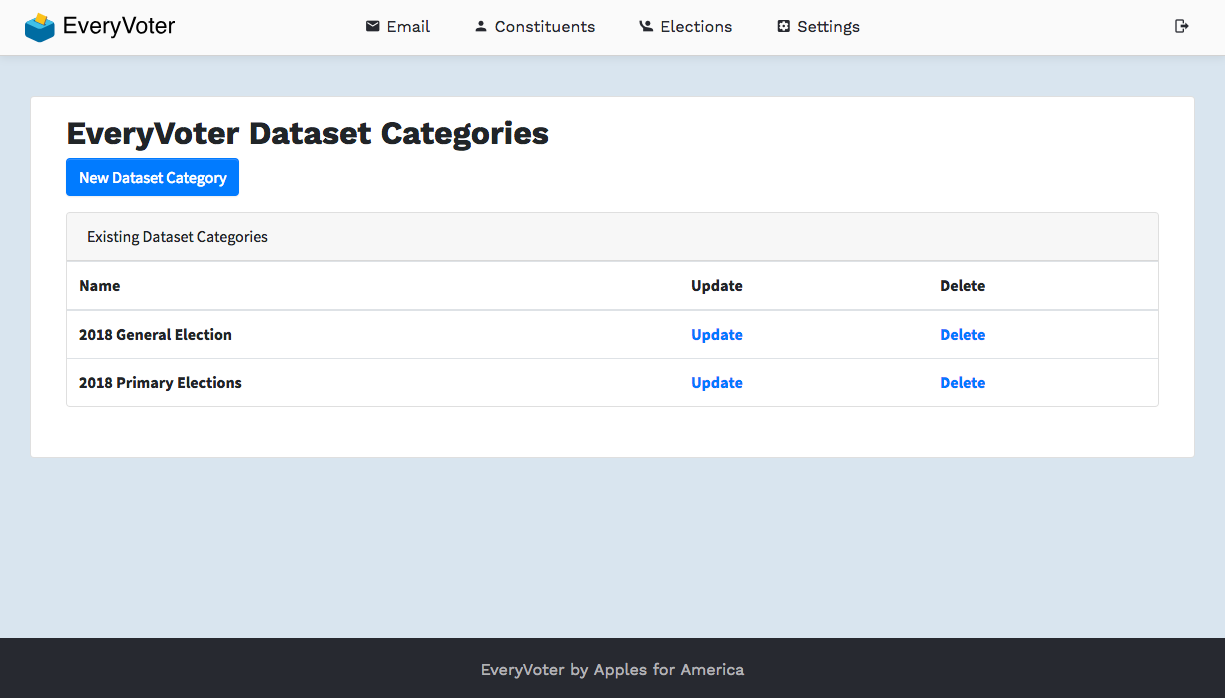 EveryVoter Email Constituents Elections Settings
EveryVoter Dataset Categories
New Dataset Category
Existing Dataset Categories
Name Update Delete
2018 General Election Update Delete
2018 Primary Elections Update Delete
EveryVoter by Apples for America